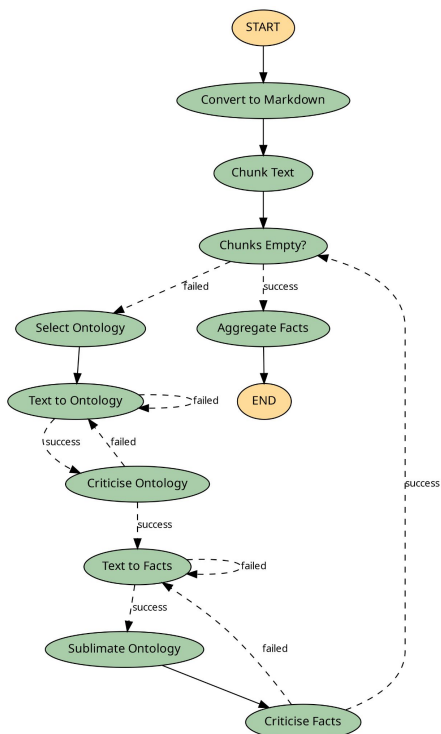 START
Convert to Markdown
Chunk Text
Chunks Empty?
failed
success
Select Ontology
Aggregate Facts
Text to Ontology
failed
END
success
failed
Criticise Ontology
success
success
Text to Facts
failed
success
Sublimate Ontology
failed
Criticise Facts